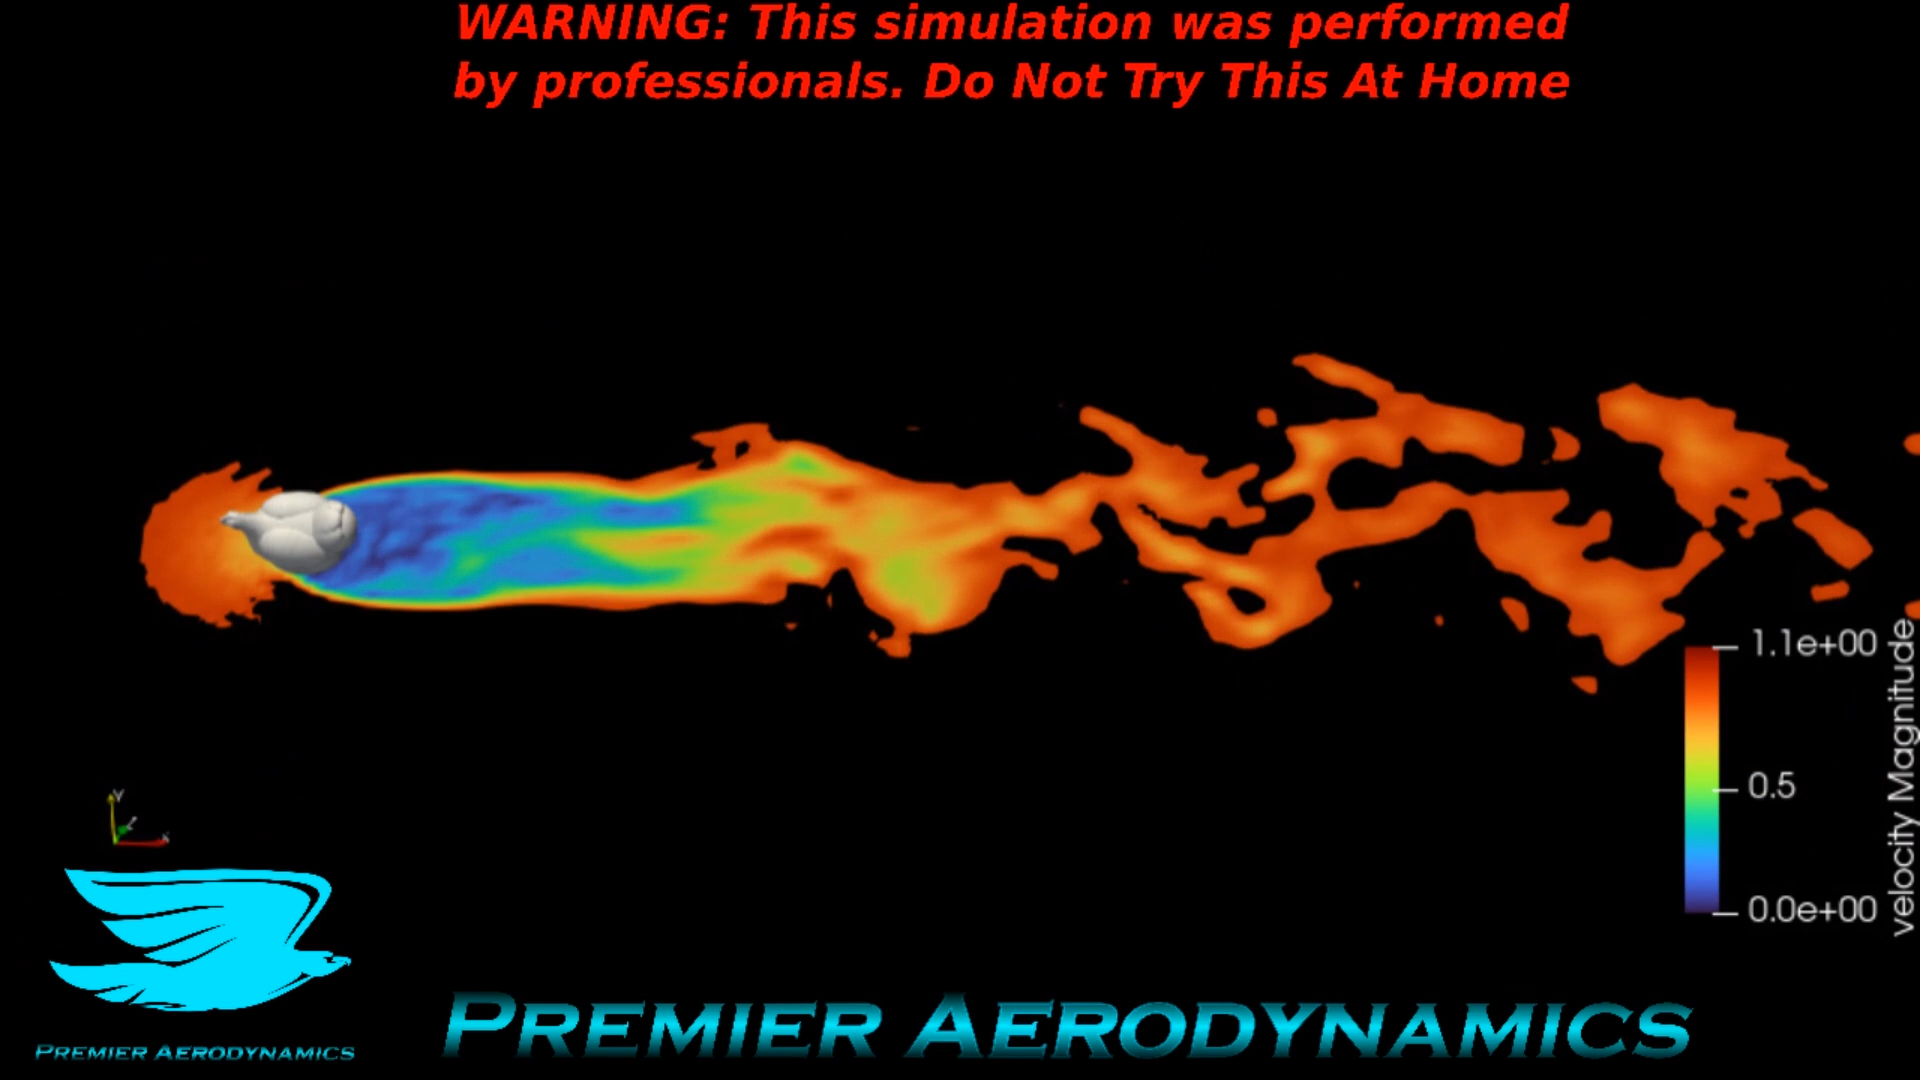 WARNING: This simulation was performed
by professionals. Do Not Try This At Home
1.1e+00
0.5
0.0e+00
velocity Magnitude
Y
X
Z
PREMIER AERODYNAMICS
PREMIER AERODYNAMICS